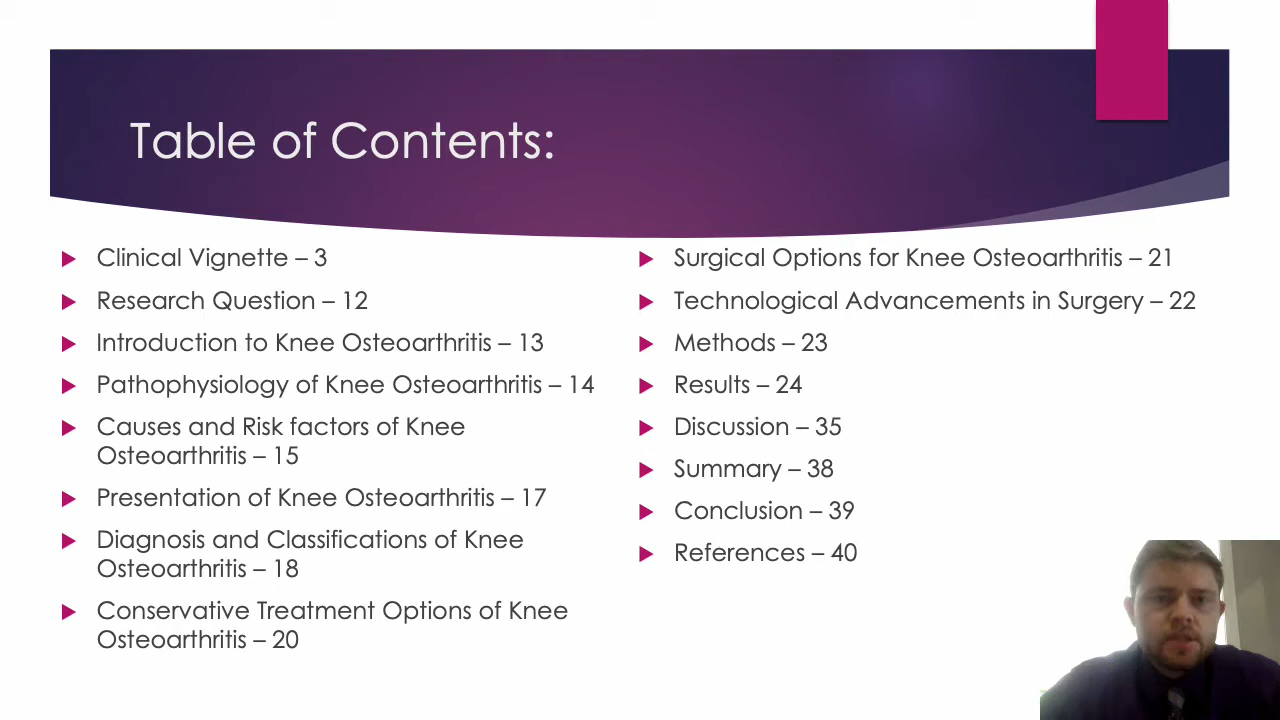 Table of Contents:
Clinical Vignette – 3
Research Question – 12
Introduction to Knee Osteoarthritis – 13
Pathophysiology of Knee Osteoarthritis – 14
Causes and Risk factors of Knee
Osteoarthritis – 15
Presentation of Knee Osteoarthritis – 17
Diagnosis and Classifications of Knee
Osteoarthritis – 18
Conservative Treatment Options of Knee
Osteoarthritis – 20
Surgical Options for Knee Osteoarthritis – 21
Technological Advancements in Surgery – 22
Methods – 23
Results – 24
Discussion – 35
Summary – 38
Conclusion – 39
References – 40